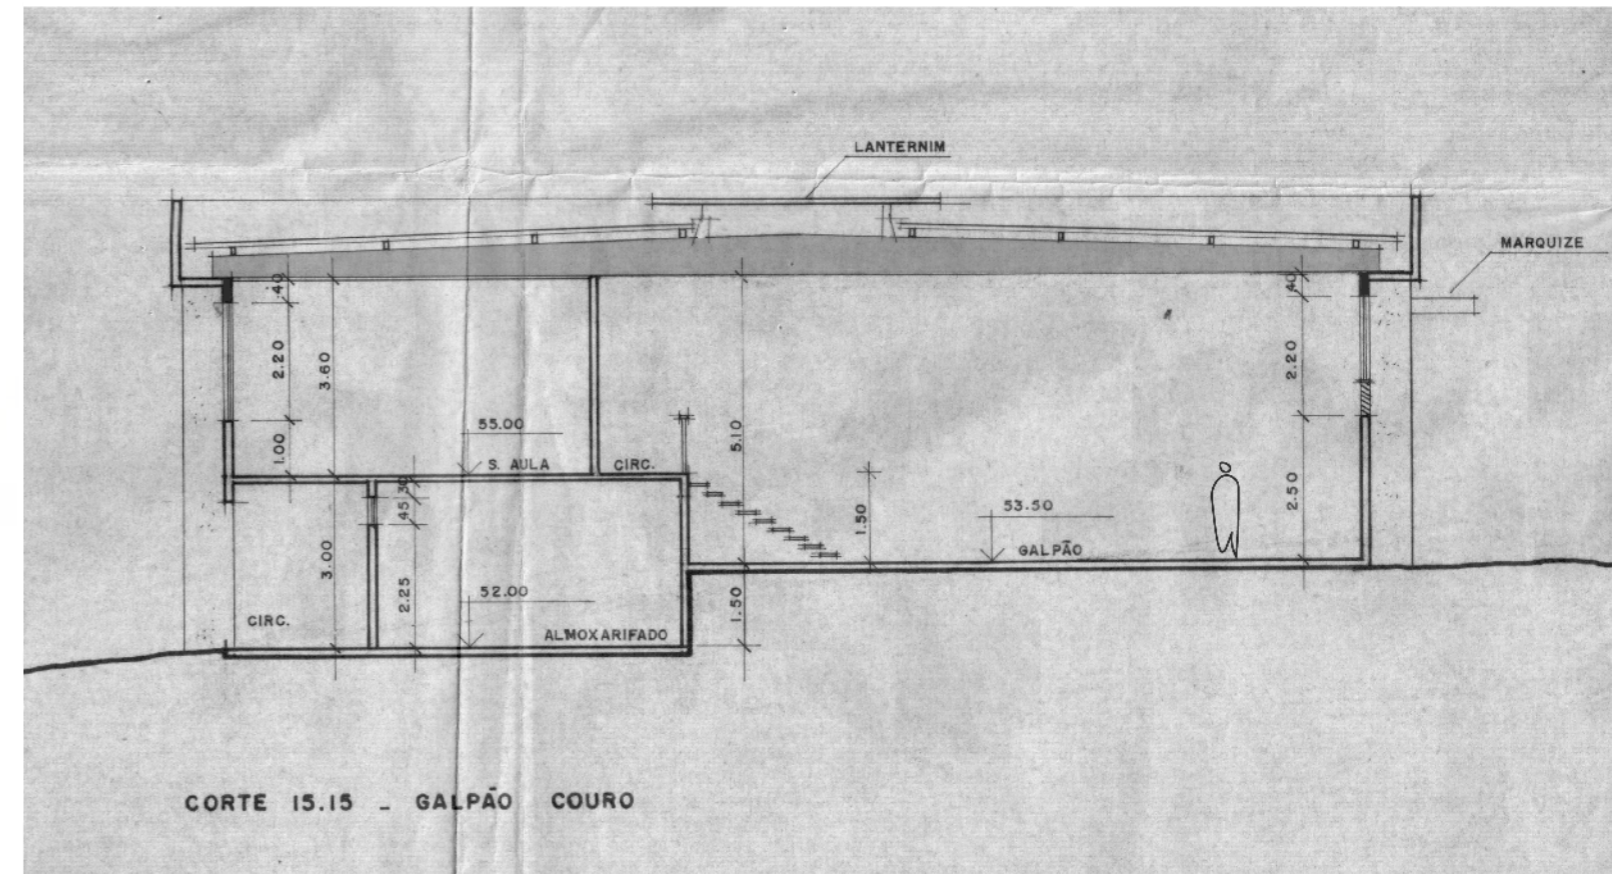 LANTERNIM
MARQUIZE
.40
.40
2.20
3.60
2.20
1.00
55.00
S. AULA
CIRC.
5.10
1.50
53.50
GALPÃO
2.50
.30
.45
3.00
2.25
52.00
1.50
CIRC.
ALMOXARIFADO
CORTE 15.15 - GALPÃO COURO